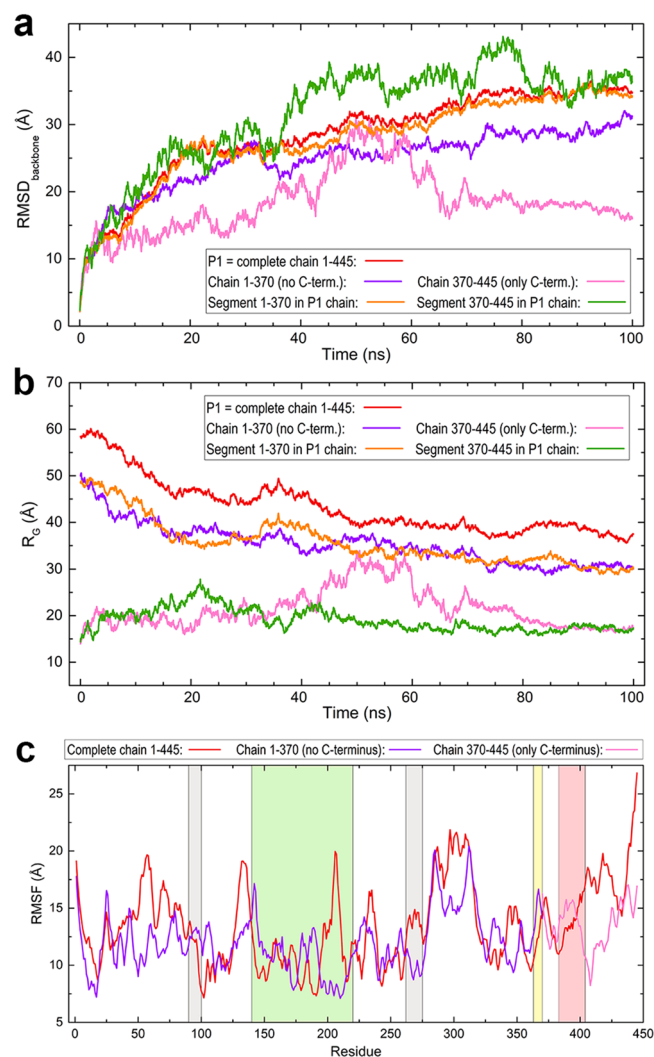 a
RMSD backbone (Å)
40
30
20
10
0
P1 = complete chain 1-445:
Chain 1-370 (no C-term.): Chain 370-445 (only C-term.):
Segment 1-370 in P1 chain: Segment 370-445 in P1 chain:
0 20 40 60 80 100
Time (ns)
b
RG (Å)
70
60
50
40
30
20
10
P1 = complete chain 1-445:
Chain 1-370 (no C-term.): Chain 370-445 (only C-term.):
Segment 1-370 in P1 chain: Segment 370-445 in P1 chain:
0 20 40 60 80 100
Time (ns)
c
Complete chain 1-445: Chain 1-370 (no C-terminus): Chain 370-445 (only C-terminus):
RMSF (Å)
25
20
15
10
5
0 50 100 150 200 250 300 350 400 450
Residue